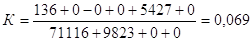 K = (136 + 0 − 0 + 0 + 5427 + 0) / (71116 + 9823 + 0 + 0) = 0,069